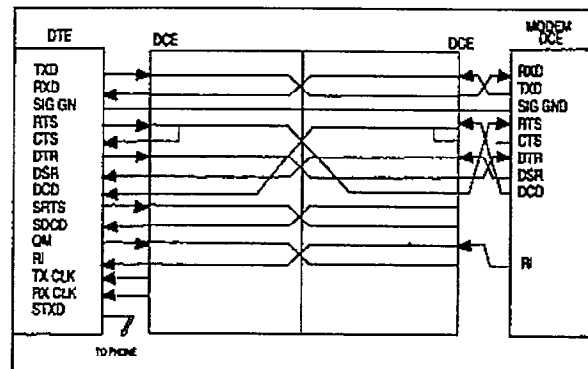 DTE
DCE
DCE
MODEM
DCE
TXD
RXD
SIG GN
RTS
CTS
DTR
DSR
DCD
SRTS
SDCD
QM
RI
TX CLK
RX CLK
STXD
TO PHONE
RXD
TXD
SIG GND
RTS
CTS
DTR
DSR
DCD
RI